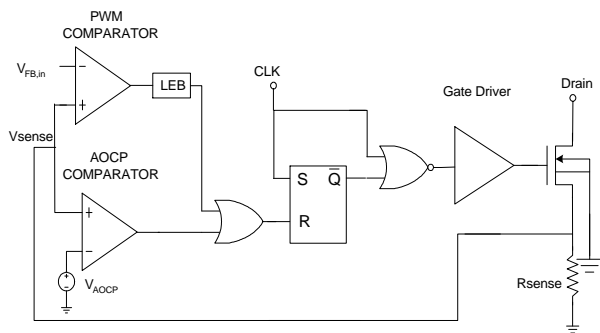 PWM
COMPARATOR
V_FB,in
LEB
CLK
Gate Driver
Drain
Vsense
AOCP
COMPARATOR
S
Q̅
R
V_AOCP
Rsense